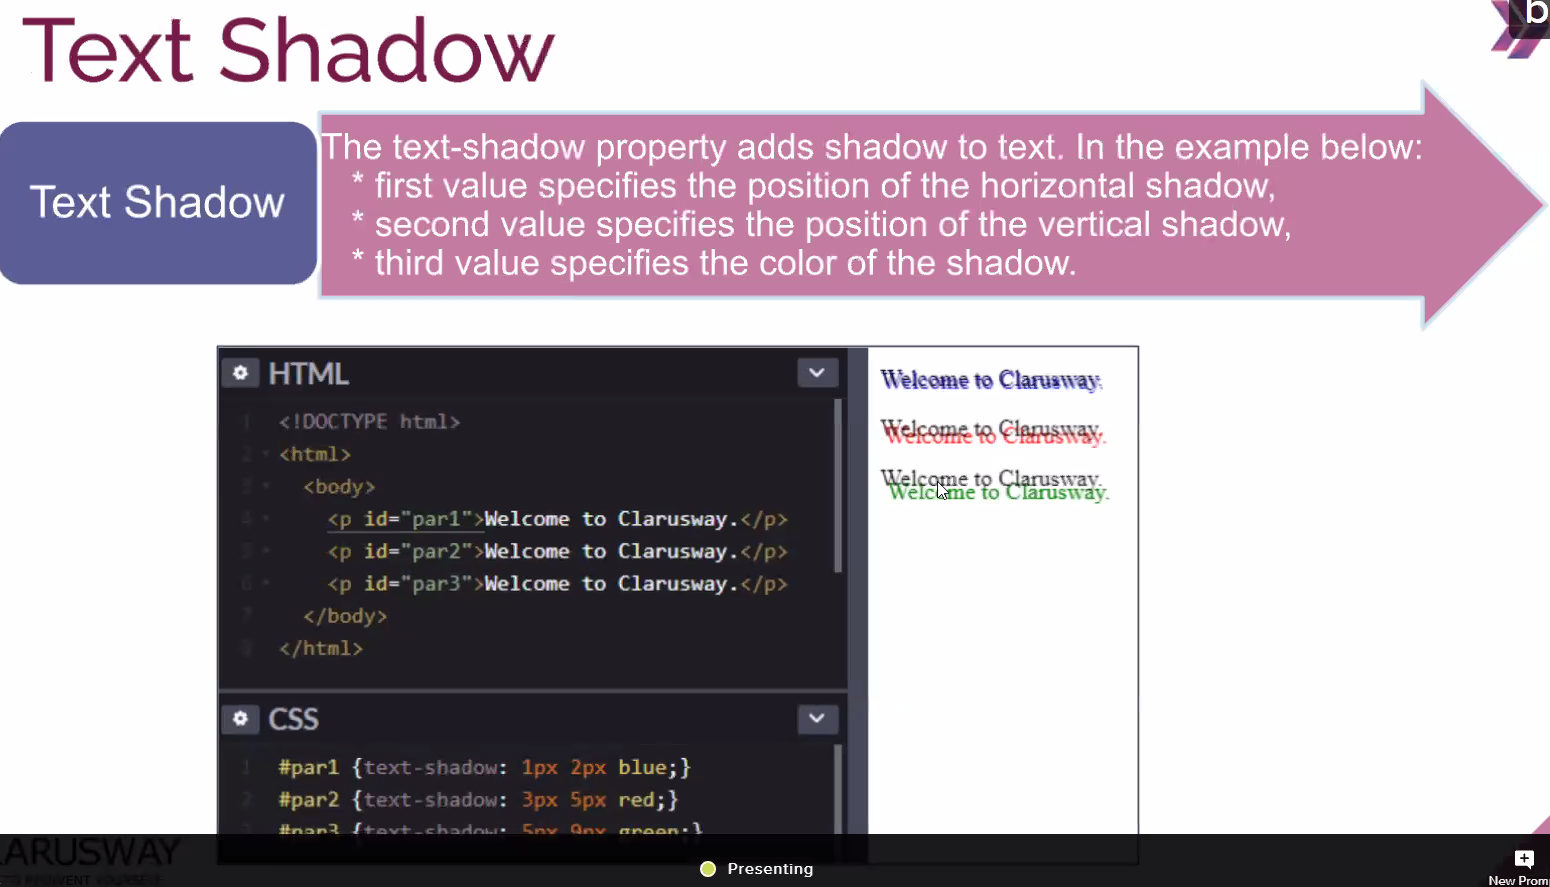 Text Shadow
b
Text Shadow
The text-shadow property adds shadow to text. In the example below:
* first value specifies the position of the horizontal shadow,
* second value specifies the position of the vertical shadow,
* third value specifies the color of the shadow.
HTML
1 <!DOCTYPE html>
2 <html>
3 <body>
4 <p id="par1">Welcome to Clarusway.</p>
5 <p id="par2">Welcome to Clarusway.</p>
6 <p id="par3">Welcome to Clarusway.</p>
7 </body>
8 </html>
CSS
1 #par1 {text-shadow: 1px 2px blue;}
2 #par2 {text-shadow: 3px 5px red;}
#par3 {text-shadow: 5px 9px green;}
Welcome to Clarusway.
Welcome to Clarusway.
Welcome to Clarusway.
LARUSWAY
Presenting
New Prom